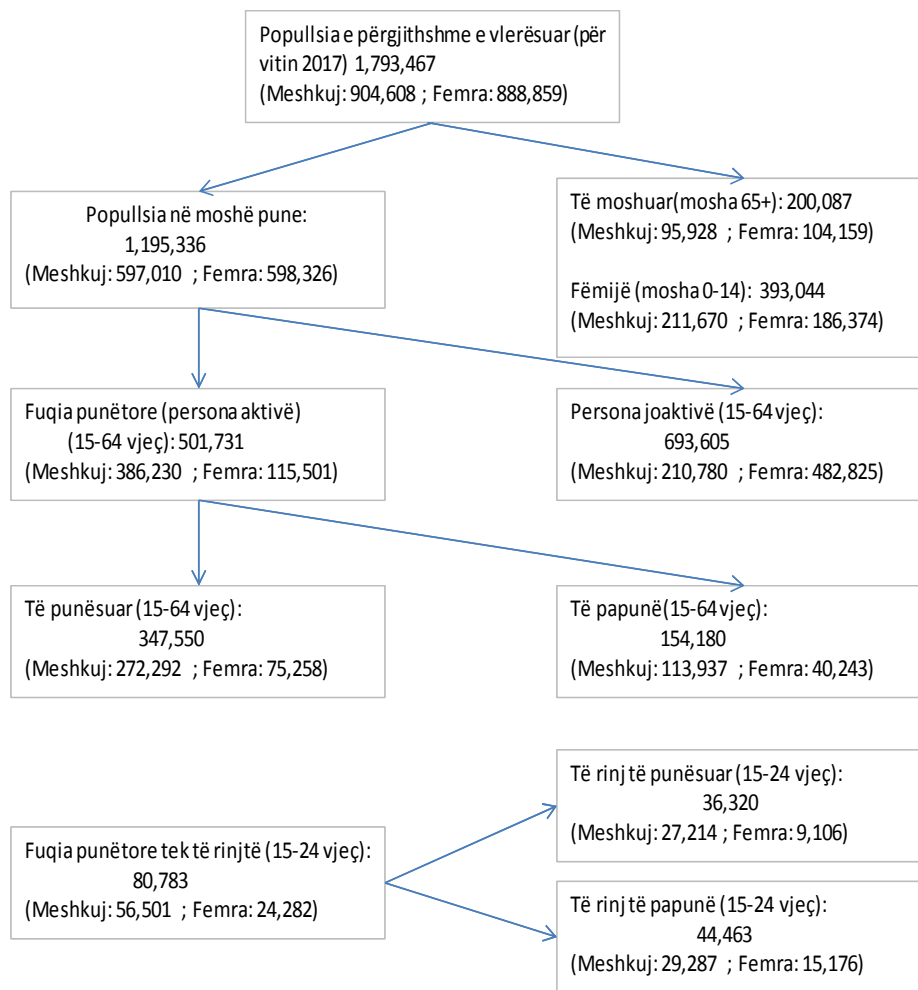 Popullsia e përgjithshme e vlerësuar (për
vitin 2017) 1,793,467
(Meshkuj: 904,608 ; Femra: 888,859)
Popullsia në moshë pune:
1,195,336
(Meshkuj: 597,010 ; Femra: 598,326)
Të moshuar(mosha 65+): 200,087
(Meshkuj: 95,928 ; Femra: 104,159)
Fëmijë (mosha 0-14): 393,044
(Meshkuj: 211,670 ; Femra: 186,374)
Fuqia punëtore (persona aktivë)
(15-64 vjeç): 501,731
(Meshkuj: 386,230 ; Femra: 115,501)
Persona joaktivë (15-64 vjeç):
693,605
(Meshkuj: 210,780 ; Femra: 482,825)
Të punësuar (15-64 vjeç):
347,550
(Meshkuj: 272,292 ; Femra: 75,258)
Të papunë (15-64 vjeç):
154,180
(Meshkuj: 113,937 ; Femra: 40,243)
Fuqia punëtore tek të rinjtë (15-24 vjeç):
80,783
(Meshkuj: 56,501 ; Femra: 24,282)
Të rinj të punësuar (15-24 vjeç):
36,320
(Meshkuj: 27,214 ; Femra: 9,106)
Të rinj të papunë (15-24 vjeç):
44,463
(Meshkuj: 29,287 ; Femra: 15,176)